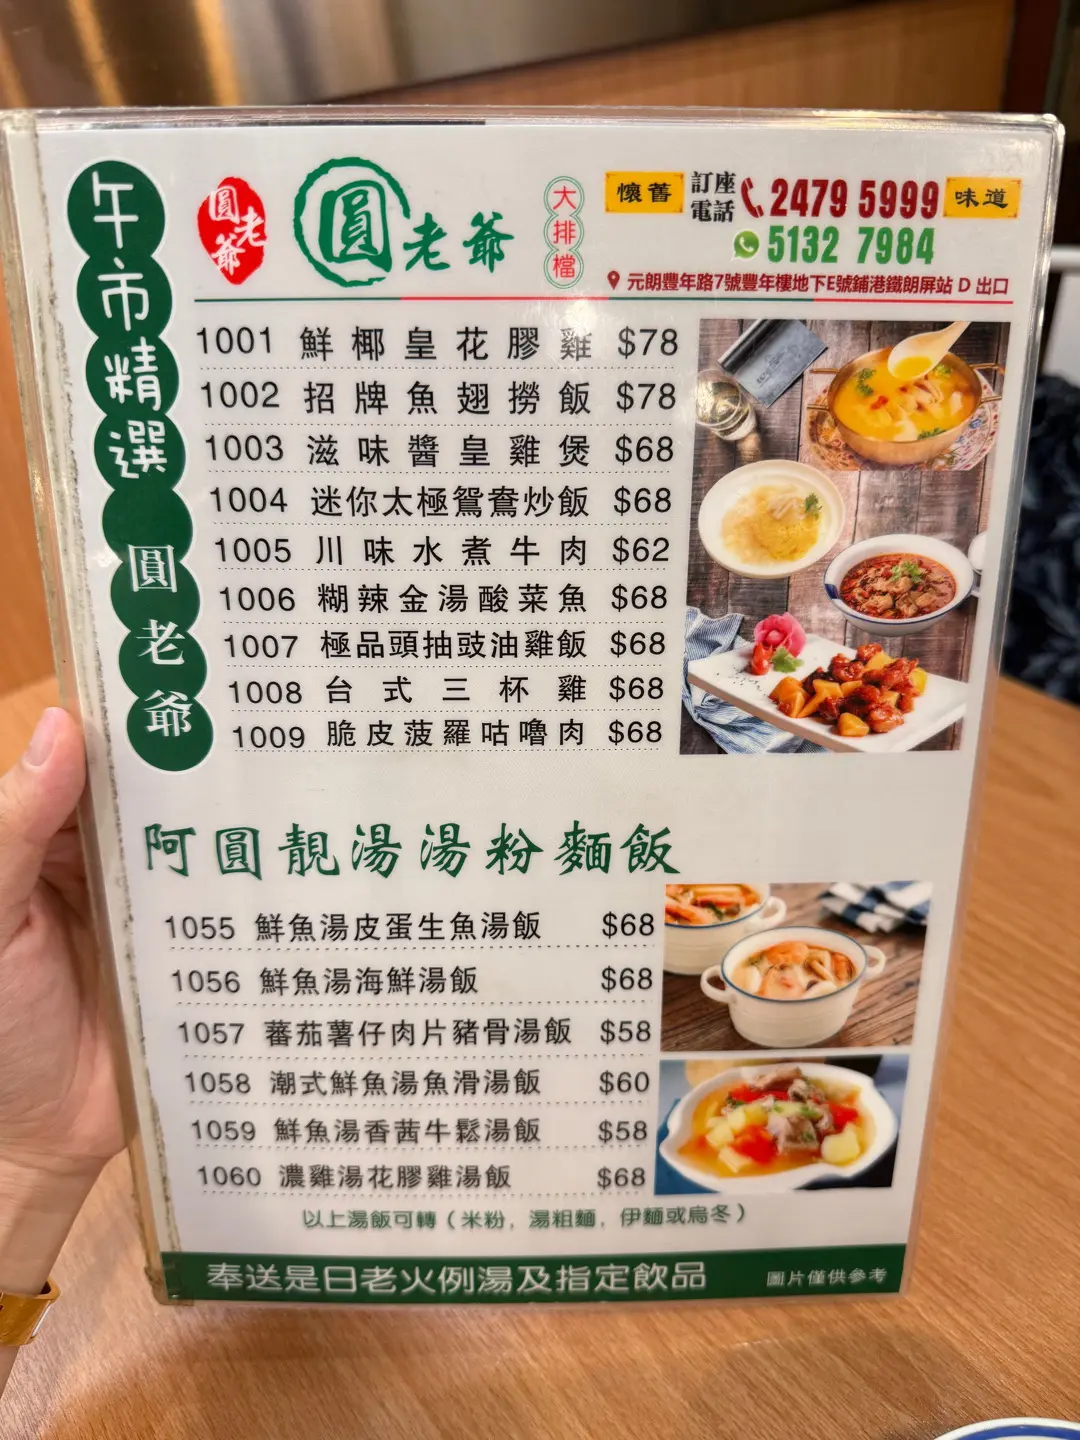 午市精選 圓老爺
圓老爺
圓老爺
大排檔
懷舊
訂座電話 2479 5999
味道
5132 7984
元朗豐年路7號豐年樓地下E號鋪港鐵朗屏站 D 出口
1001 鮮椰皇花膠雞 $78
1002 招牌魚翅撈飯 $78
1003 滋味醬皇雞煲 $68
1004 迷你太極鴛鴦炒飯 $68
1005 川味水煮牛肉 $62
1006 糊辣金湯酸菜魚 $68
1007 極品頭抽豉油雞飯 $68
1008 台式三杯雞 $68
1009 脆皮菠羅咕嚕肉 $68
阿圓靚湯湯粉麵飯
1055 鮮魚湯皮蛋生魚湯飯 $68
1056 鮮魚湯海鮮湯飯 $68
1057 蕃茄薯仔肉片豬骨湯飯 $58
1058 潮式鮮魚湯魚滑湯飯 $60
1059 鮮魚湯香茜牛鬆湯飯 $58
1060 濃雞湯花膠雞湯飯 $68
以上湯飯可轉（米粉，湯粗麵，伊麵或烏冬）
奉送是日老火例湯及指定飲品
圖片僅供參考